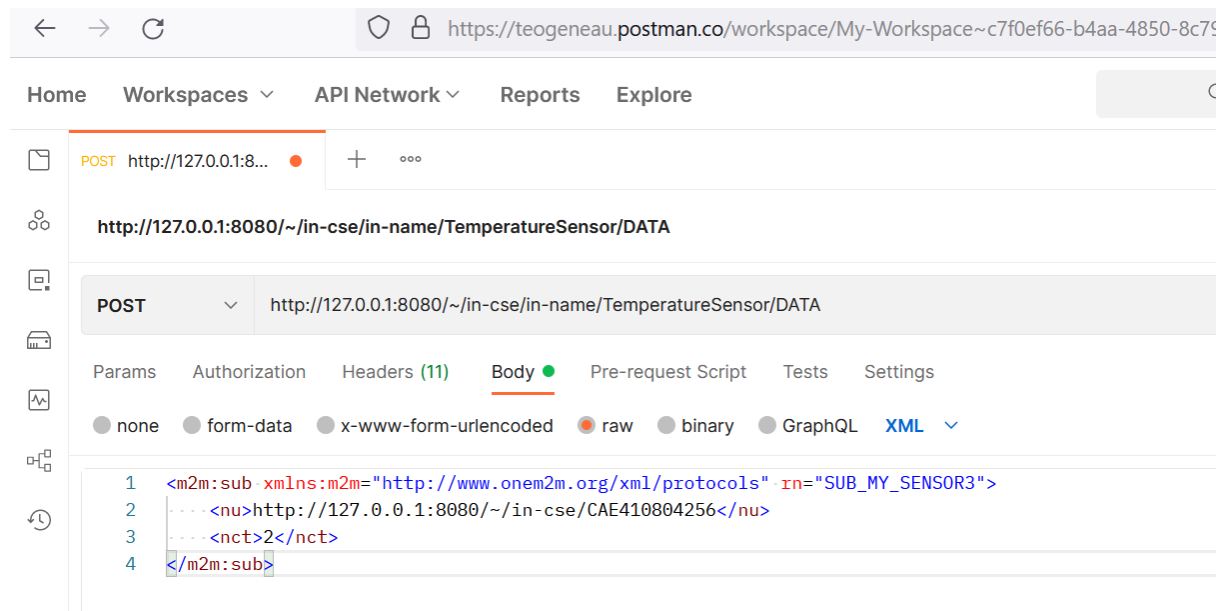 https://teogeneau.postman.co/workspace/My-Workspace~c7f0ef66-b4aa-4850-8c79
Home Workspaces API Network Reports Explore
POST http://127.0.0.1:8...
http://127.0.0.1:8080/~/in-cse/in-name/TemperatureSensor/DATA
POST http://127.0.0.1:8080/~/in-cse/in-name/TemperatureSensor/DATA
Params Authorization Headers (11) Body Pre-request Script Tests Settings
none form-data x-www-form-urlencoded raw binary GraphQL XML
1 <m2m:sub xmlns:m2m="http://www.onem2m.org/xml/protocols" rn="SUB_MY_SENSOR3">
2 <nu>http://127.0.0.1:8080/~/in-cse/CAE410804256</nu>
3 <nct>2</nct>
4 </m2m:sub>